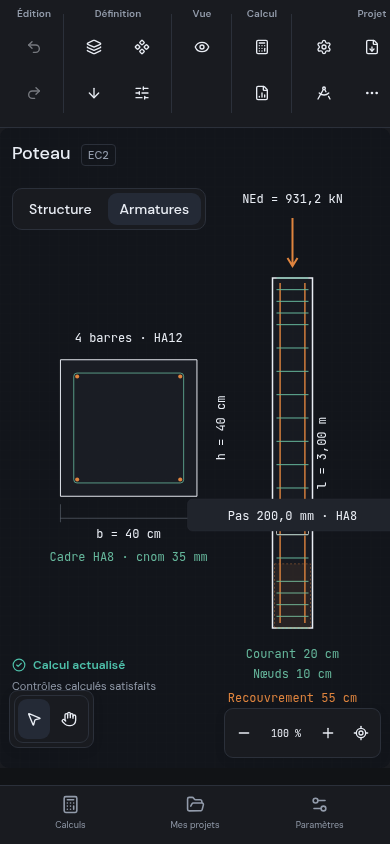 Édition Définition Vue Calcul Projet
Poteau EC2
Structure Armatures
NEd = 931,2 kN
4 barres · HA12
h = 40 cm
l = 3,00 m
Pas 200,0 mm · HA8
b = 40 cm
Cadre HA8 · cnom 35 mm
Courant 20 cm
Nœuds 10 cm
Recouvrement 55 cm
Calcul actualisé
Contrôles calculés satisfaits
100 %
Calculs Mes projets Paramètres